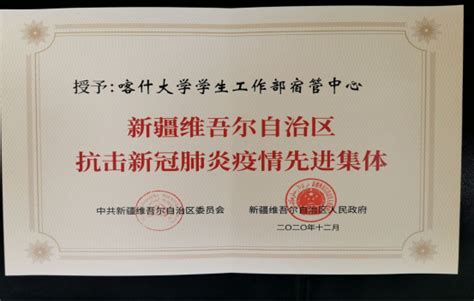 授予:喀什大学学生工作部宿管中心
新疆维吾尔自治区
抗击新冠肺炎疫情先进集体
中共新疆维吾尔自治区委员会 新疆维吾尔自治区人民政府
二〇二〇年十二月